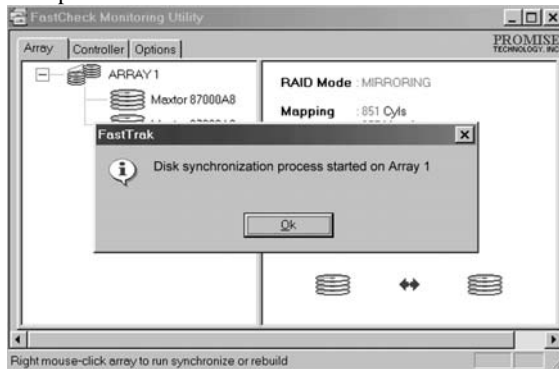 FastCheck Monitoring Utility
Array Controller Options
PROMISE
TECHNOLOGY, INC
ARRAY 1
Maxtor 87000A8
RAID Mode : MIRRORING
Mapping : 851 Cyls
FastTrak
Disk synchronization process started on Array 1
Ok
Right mouse-click array to run synchronize or rebuild